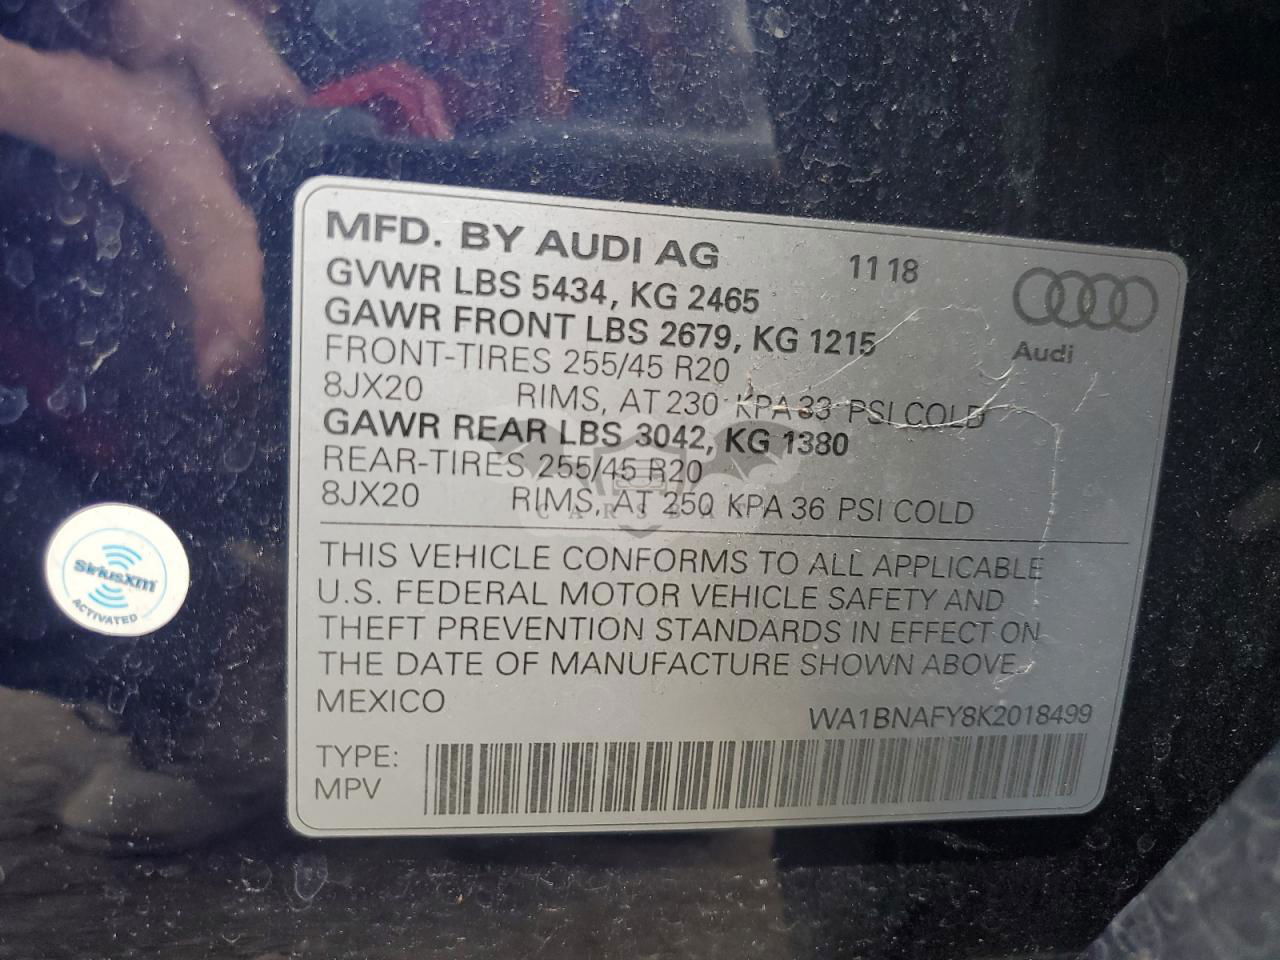 MFD. BY AUDI AG 11 18
GVWR LBS 5434, KG 2465
GAWR FRONT LBS 2679, KG 1215
Audi
FRONT-TIRES 255/45 R20
8JX20 RIMS, AT 230 KPA 33 PSI COLD
GAWR REAR LBS 3042, KG 1380
REAR-TIRES 255/45 R20
8JX20 RIMS, AT 250 KPA 36 PSI COLD
THIS VEHICLE CONFORMS TO ALL APPLICABLE
U.S. FEDERAL MOTOR VEHICLE SAFETY AND
THEFT PREVENTION STANDARDS IN EFFECT ON
THE DATE OF MANUFACTURE SHOWN ABOVE.
MEXICO WA1BNAFY8K2018499
TYPE:
MPV
siriusxm
ACTIVATED